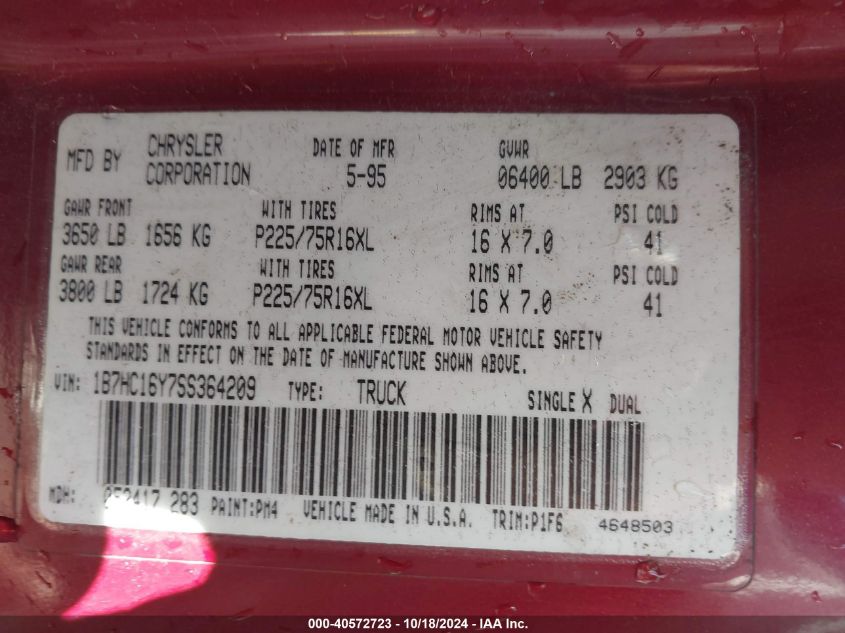 MFD BY CHRYSLER CORPORATION DATE OF MFR 5-95 GVWR 06400 LB 2903 KG
GAWR FRONT WITH TIRES RIMS AT PSI COLD
3650 LB 1656 KG P225/75R16XL 16 X 7.0 41
GAWR REAR WITH TIRES RIMS AT PSI COLD
3800 LB 1724 KG P225/75R16XL 16 X 7.0 41
THIS VEHICLE CONFORMS TO ALL APPLICABLE FEDERAL MOTOR VEHICLE SAFETY
STANDARDS IN EFFECT ON THE DATE OF MANUFACTURE SHOWN ABOVE.
VIN: 1B7HC16Y7SS364209 TYPE: TRUCK SINGLE X DUAL
MDH: 052417 283 PAINT:PM4 VEHICLE MADE IN U.S.A. TRIM:P1F6 4648503
000-40572723 - 10/18/2024 - IAA Inc.